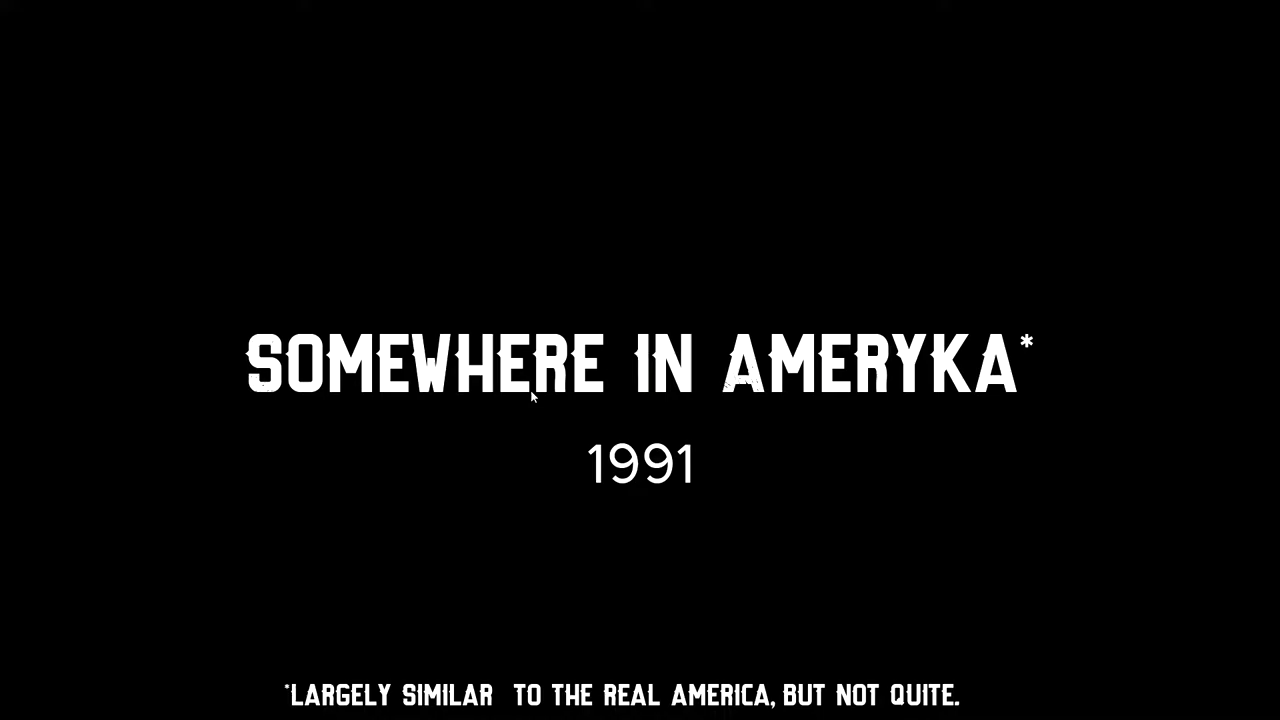 SOMEWHERE IN AMERYKA*
1991
*LARGELY SIMILAR TO THE REAL AMERICA, BUT NOT QUITE.